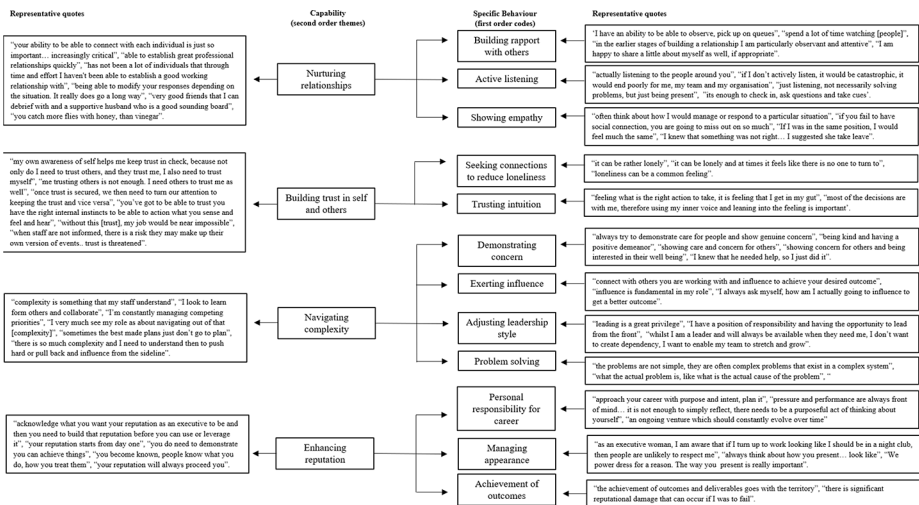 Representative quotes
Capability
(second order themes)
Specific Behaviour
(first order codes)
Representative quotes
“your ability to be able to connect with each individual is just so
important… increasingly critical”, “able to establish great professional
relationships quickly”, “has not been a lot of individuals that through
time and effort I haven't been able to establish a good working
relationship with”, “being able to modify your responses depending on
the situation. It really does go a long way”, “very good friends that I can
debrief with and a supportive husband who is a good sounding board”,
“you catch more flies with honey, than vinegar”.
Nurturing
relationships
Building rapport
with others
‘I have an ability to be able to observe, pick up on queues”, “spend a lot of time watching [people]”,
“in the earlier stages of building a relationship I am particularly observant and attentive”, “I am
happy to share a little about myself as well, if appropriate”.
Active listening
“actually listening to the people around you”, “if I don't actively listen, it would be catastrophic, it
would end poorly for me, my team and my organisation”, “just listening, not necessarily solving
problems, but just being present”, “its enough to check in, ask questions and take cues’.
Showing empathy
“often think about how I would manage or respond to a particular situation”, “if you fail to have
social connection, you are going to miss out on so much”, “If I was in the same position, I would
feel much the same”, “I knew that something was not right… I suggested she take leave”.
“my own awareness of self helps me keep trust in check, because not
only do I need to trust others, and they trust me, I also need to trust
myself”, “me trusting others is not enough. I need others to trust me as
well”, “once trust is secured, we then need to turn our attention to
keeping the trust and vice versa”, “you've got to be able to trust you
have the right internal instincts to be able to action what you sense and
feel and hear”, “without this [trust], my job would be near impossible”,
“when staff are not informed, there is a risk they may make up their
own version of events.. trust is threatened”.
Building trust in self
and others
Seeking connections
to reduce loneliness
“it can be rather lonely”, “it can be lonely and at times it feels like there is no one to turn to”,
“loneliness can be a common feeling”.
Trusting intuition
“feeling what is the right action to take, it is feeling that I get in my gut”, “most of the decisions are
with me, therefore using my inner voice and leaning into the feeling is important’.
“complexity is something that my staff understand”, “I look to learn
form others and collaborate”, “I'm constantly managing competing
priorities”, “I very much see my role as about navigating out of that
[complexity]”, “sometimes the best made plans just don't go to plan”,
“there is so much complexity and I need to understand then to push
hard or pull back and influence from the sideline”.
Navigating
complexity
Demonstrating
concern
“always try to demonstrate care for people and show genuine concern”, “being kind and having a
positive demeanor”, “showing care and concern for others”, “showing concern for others and being
interested in their well being”, “I knew that he needed help, so I just did it”.
Exerting influence
“connect with others you are working with and influence to achieve your desired outcome”,
“influence is fundamental in my role”, “I always ask myself, how am I actually going to influence to
get a better outcome”.
Adjusting leadership
style
“leading is a great privilege”, “I have a position of responsibility and having the opportunity to lead
from the front”, “whilst I am a leader and will always be available when they need me, I don't want
to create dependency, I want to enable my team to stretch and grow”.
Problem solving
“the problems are not simple, they are often complex problems that exist in a complex system”,
“what the actual problem is, like what is the actual cause of the problem”, “
“acknowledge what you want your reputation as an executive to be and
then you need to build that reputation before you can use or leverage
it”, “your reputation starts from day one”, “you do need to demonstrate
you can achieve things”, “you become known, people know what you
do, how you treat them”, “your reputation will always proceed you”.
Enhancing
reputation
Personal
responsibility for
career
“approach your career with purpose and intent, plan it”, “pressure and performance are always front
of mind… it is not enough to simply reflect, there needs to be a purposeful act of thinking about
yourself”, “an ongoing venture which should constantly evolve over time”
Managing
appearance
“as an executive woman, I am aware that if I turn up to work looking like I should be in a night club,
then people are unlikely to respect me”, “always think about how you present… look like”, “We
power dress for a reason. The way you present is really important”.
Achievement of
outcomes
“the achievement of outcomes and deliverables goes with the territory”, “there is significant
reputational damage that can occur if I was to fail”.